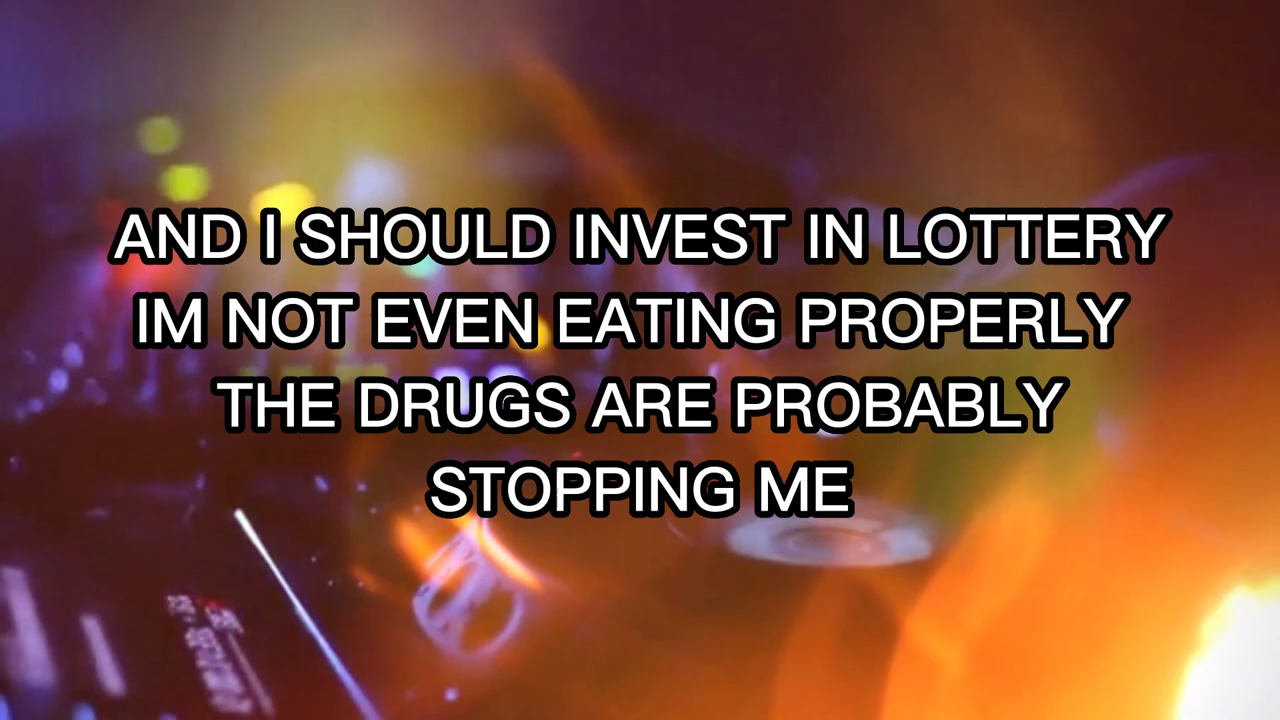 AND I SHOULD INVEST IN LOTTERY
IM NOT EVEN EATING PROPERLY
THE DRUGS ARE PROBABLY
STOPPING ME